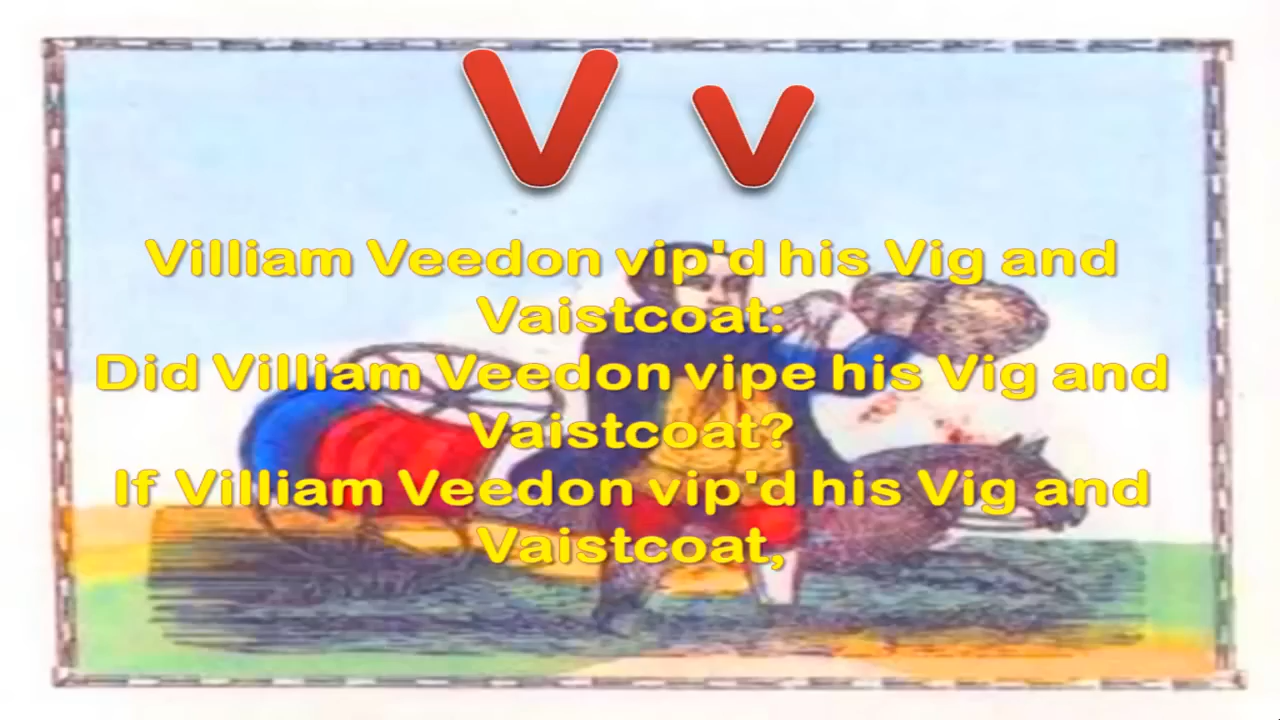 V v
Villiam Veedon vip'd his Vig and
Vaistcoat:
Did Villiam Veedon vipe his Vig and
Vaistcoat?
If Villiam Veedon vip'd his Vig and
Vaistcoat,